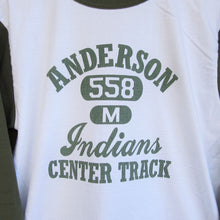 ANDERSON
558
M
Indians
CENTER TRACK